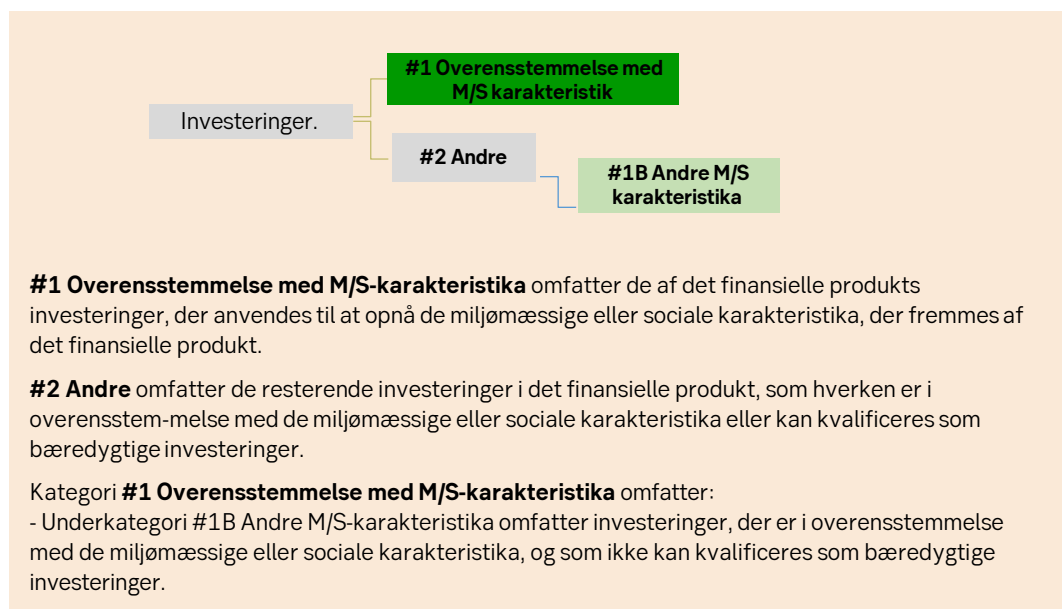 #1 Overensstemmelse med
M/S karakteristik
Investeringer.
#2 Andre
#1B Andre M/S
karakteristika
#1 Overensstemmelse med M/S-karakteristika omfatter de af det finansielle produkts
investeringer, der anvendes til at opnå de miljømæssige eller sociale karakteristika, der fremmes af
det finansielle produkt.
#2 Andre omfatter de resterende investeringer i det finansielle produkt, som hverken er i
overensstem-melse med de miljømæssige eller sociale karakteristika eller kan kvalificeres som
bæredygtige investeringer.
Kategori #1 Overensstemmelse med M/S-karakteristika omfatter:
- Underkategori #1B Andre M/S-karakteristika omfatter investeringer, der er i overensstemmelse
med de miljømæssige eller sociale karakteristika, og som ikke kan kvalificeres som bæredygtige
investeringer.